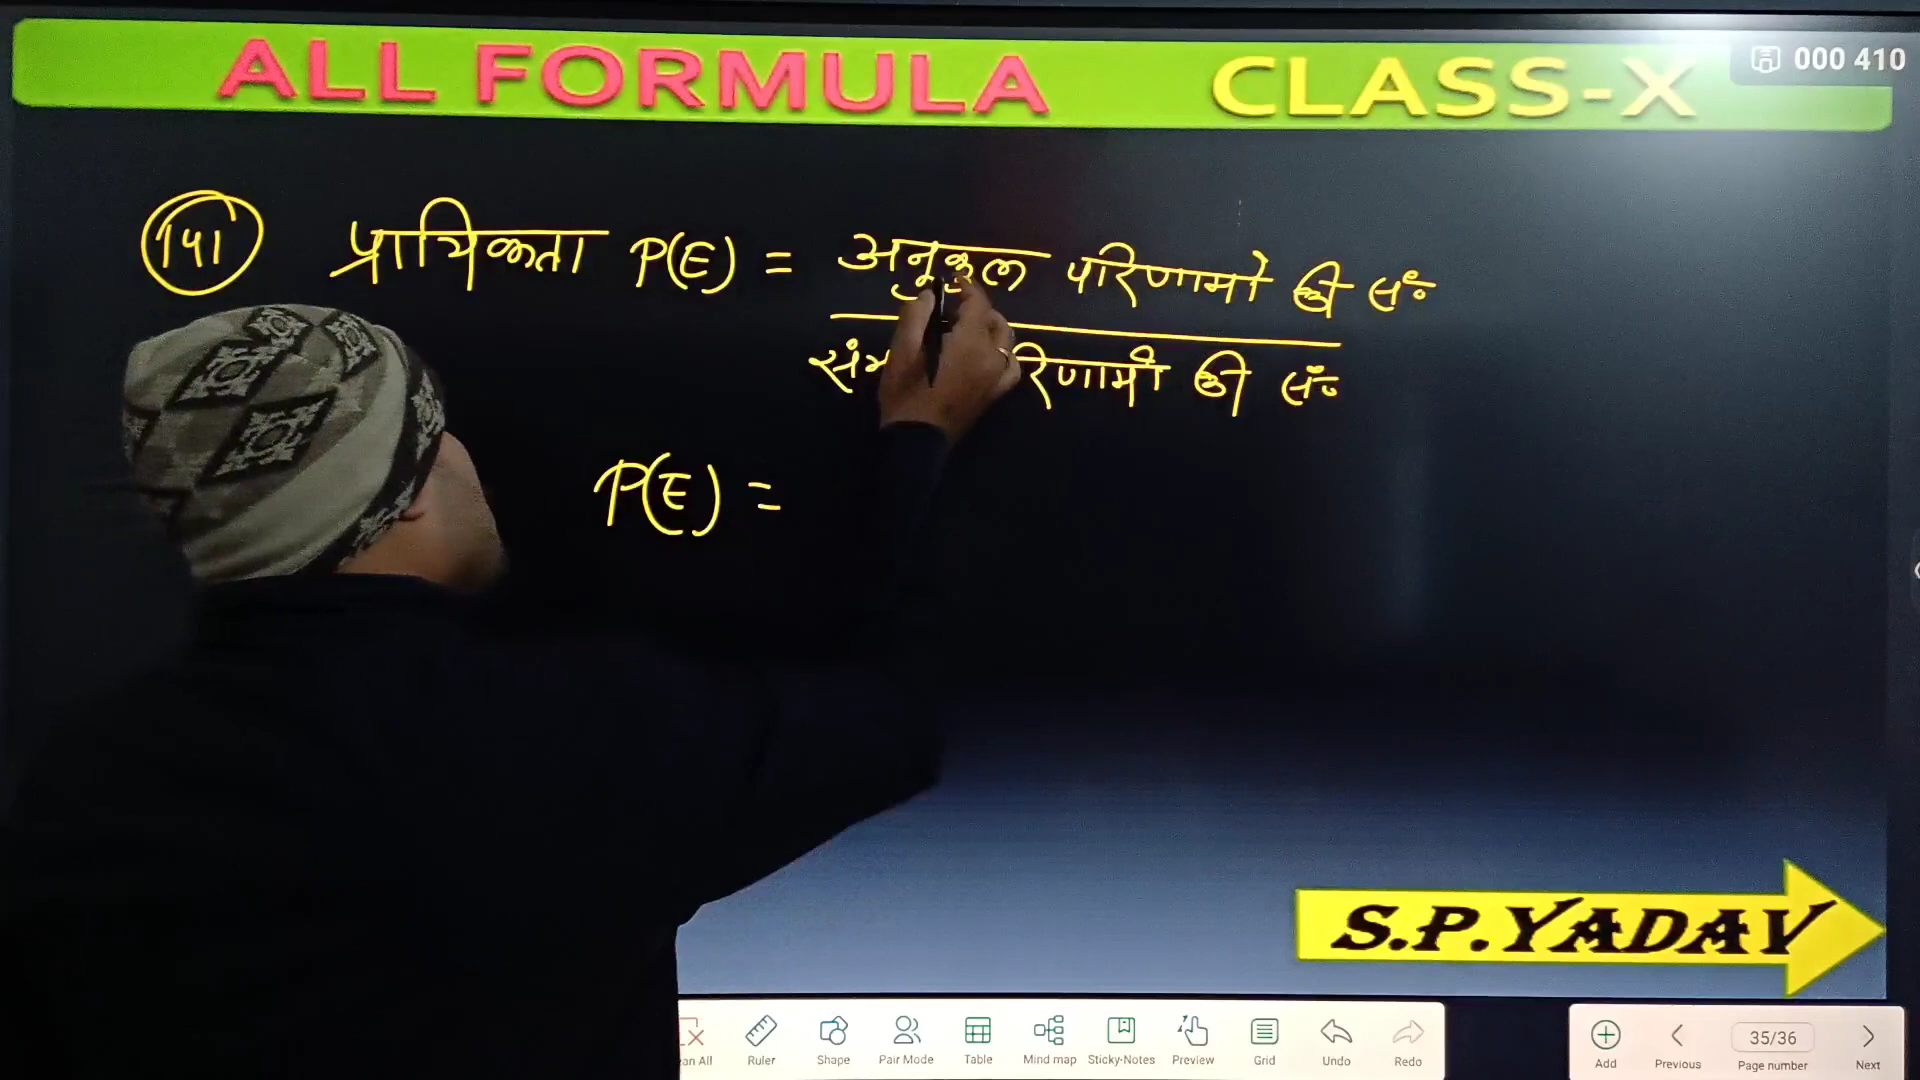 ALL FORMULA CLASS-X
000 410
141 प्रायिकता P(E) = अनुकूल परिणामों की सं०
परिणामों की सं०
P(E) =
S.P.YADAV
Ruler Shape Pair Mode Table Mind map Sticky-Notes Preview Grid Undo Redo Add Previous Page number Next
35/36